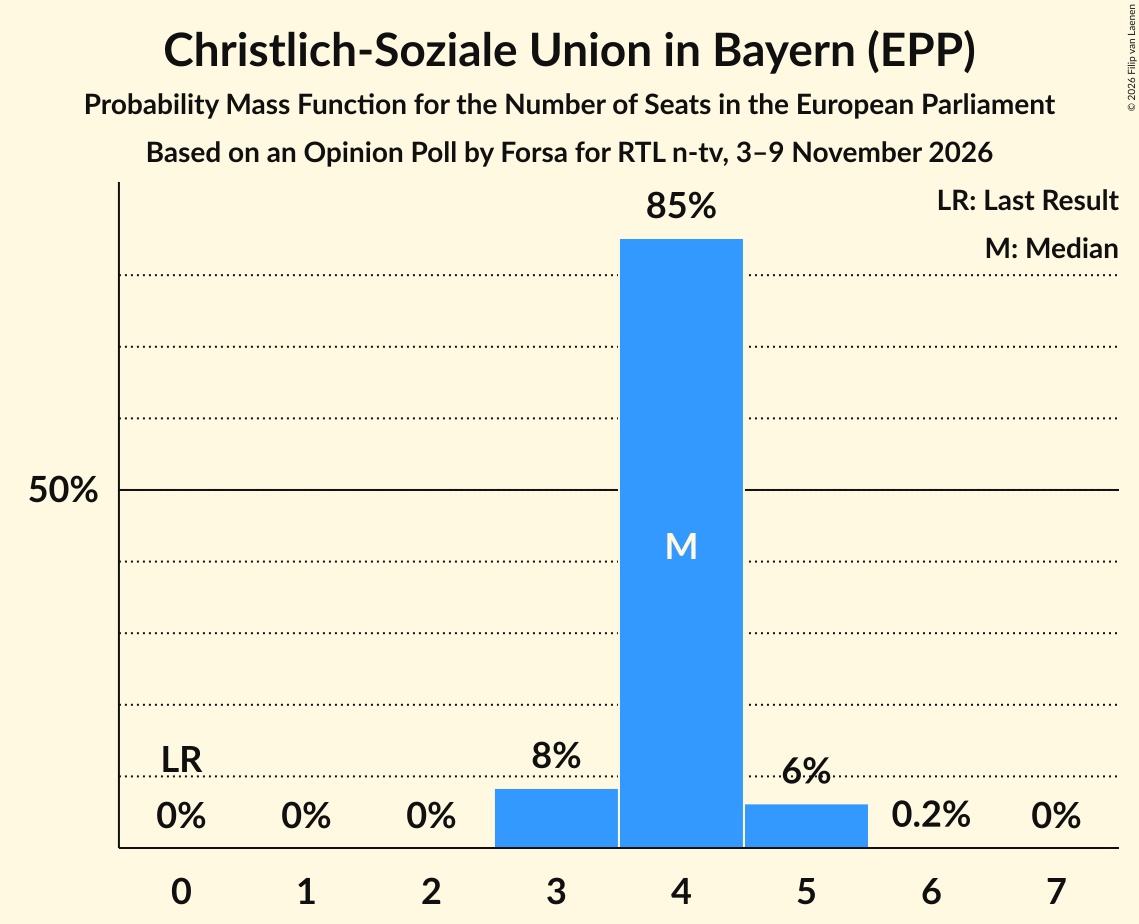 Christlich-Soziale Union in Bayern (EPP)
Probability Mass Function for the Number of Seats in the European Parliament
Based on an Opinion Poll by Forsa for RTL n-tv, 3–9 November 2026
© 2026 Filip van Laenen
LR: Last Result
M: Median
85%
50%
M
LR
8%
6%
0%
0%
0%
0.2%
0%
0
1
2
3
4
5
6
7